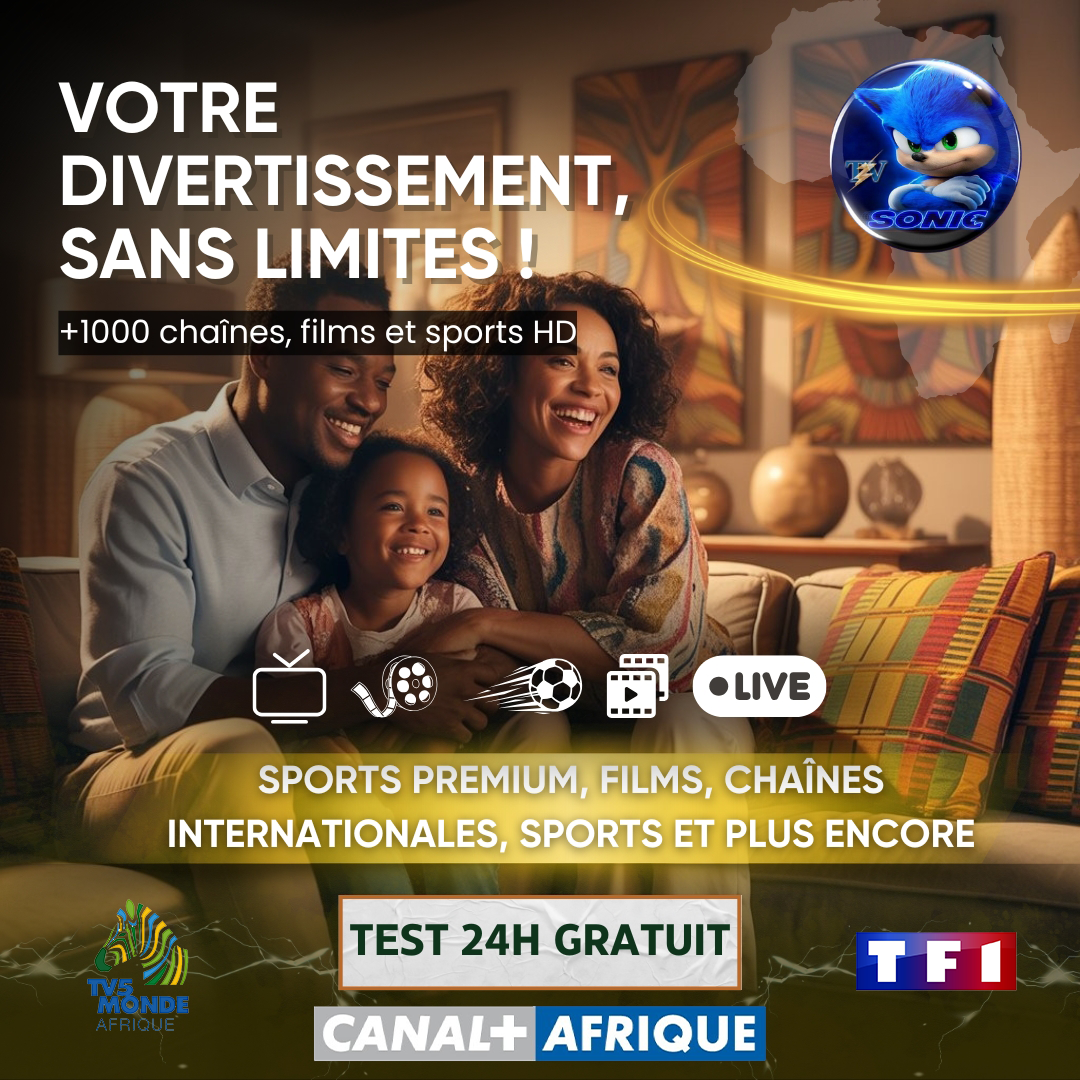 VOTRE
DIVERTISSEMENT,
SANS LIMITES !
TV
SONIC
+1000 chaînes, films et sports HD
LIVE
SPORTS PREMIUM, FILMS, CHAÎNES
INTERNATIONALES, SPORTS ET PLUS ENCORE
TEST 24H GRATUIT
TV5
MONDE
AFRIQUE
TF1
CANAL+ AFRIQUE